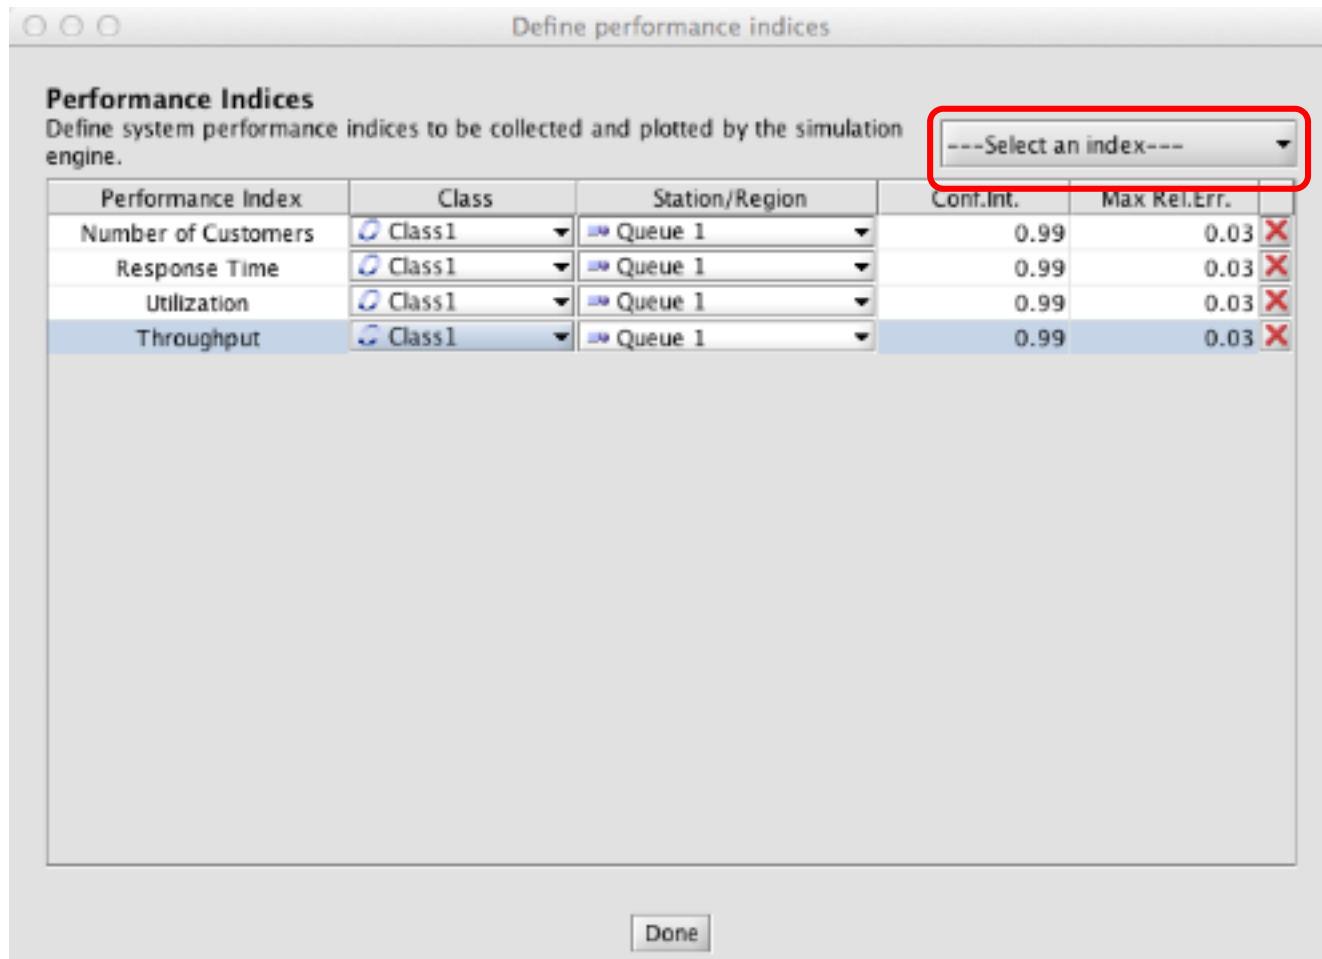 Define performance indices
Performance Indices
Define system performance indices to be collected and plotted by the simulation
engine.
---Select an index---
Performance Index Class Station/Region Conf.Int. Max Rel.Err.
Number of Customers Class1 Queue 1 0.99 0.03
Response Time Class1 Queue 1 0.99 0.03
Utilization Class1 Queue 1 0.99 0.03
Throughput Class1 Queue 1 0.99 0.03
Done